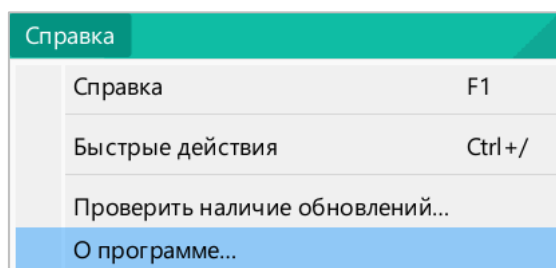 Справка
Справка F1
Быстрые действия Ctrl+/
Проверить наличие обновлений...
О программе...